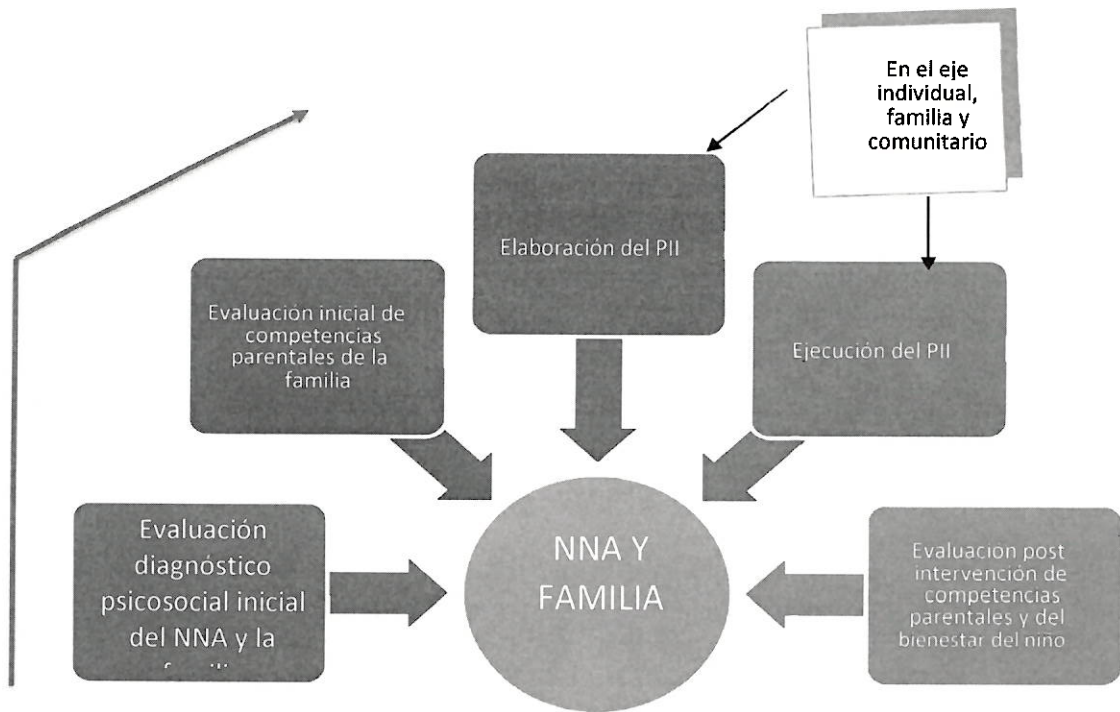 En el eje
individual,
familia y
comunitario
Elaboración del PII
Evaluación inicial de
competencias
parentales de la
familia
Ejecución del PII
Evaluación
diagnóstico
psicosocial inicial
del NNA y la
NNA Y
FAMILIA
Evaluación post
intervención de
competencias
parentales y del
bienestar del niño